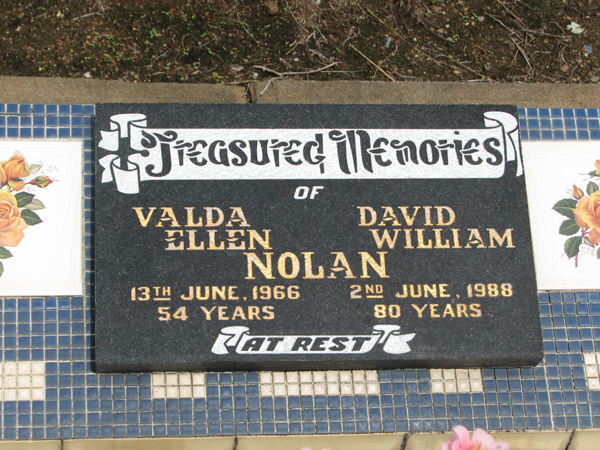 Treasured Memories
OF
VALDA DAVID
ELLEN WILLIAM
NOLAN
13TH JUNE, 1966 2ND JUNE, 1988
54 YEARS 80 YEARS
AT REST